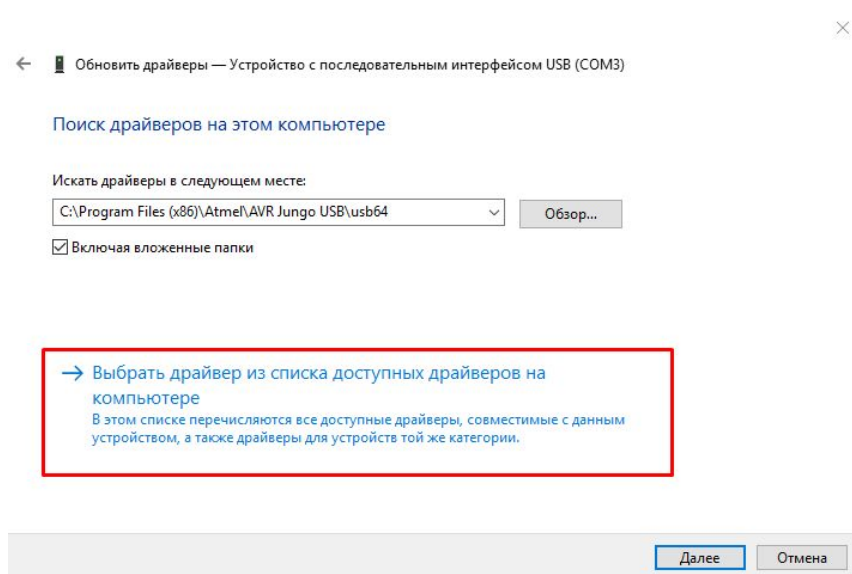 Обновить драйверы — Устройство с последовательным интерфейсом USB (COM3)
Поиск драйверов на этом компьютере
Искать драйверы в следующем месте:
C:\Program Files (x86)\Atmel\AVR Jungo USB\usb64
Обзор...
Включая вложенные папки
Выбрать драйвер из списка доступных драйверов на
компьютере
В этом списке перечисляются все доступные драйверы, совместимые с данным
устройством, а также драйверы для устройств той же категории.
Далее
Отмена